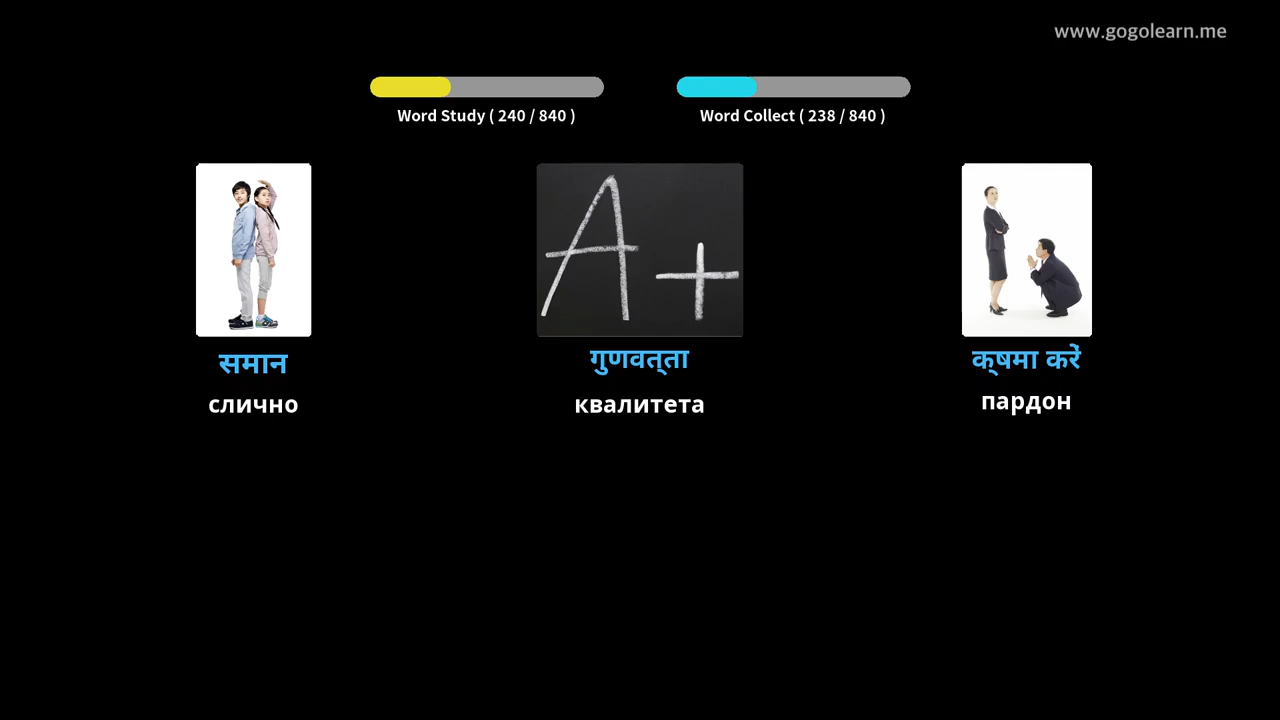 www.gogolearn.me
Word Study ( 240 / 840 )
Word Collect ( 238 / 840 )
A+
समान
गुणवत्‌ता
क्‌षमा करें
слично
квалитета
пардон